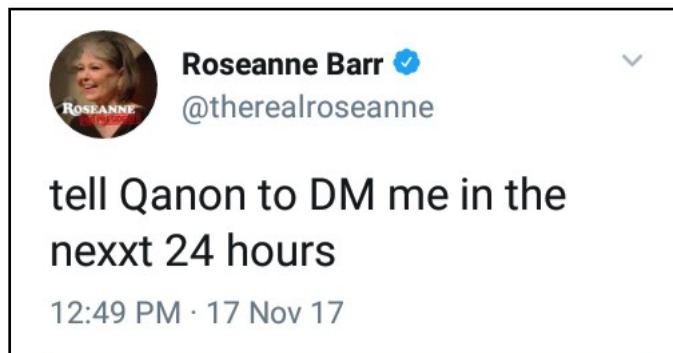 Roseanne Barr
@therealroseanne
ROSEANNE
tell Qanon to DM me in the
nexxt 24 hours
12:49 PM · 17 Nov 17